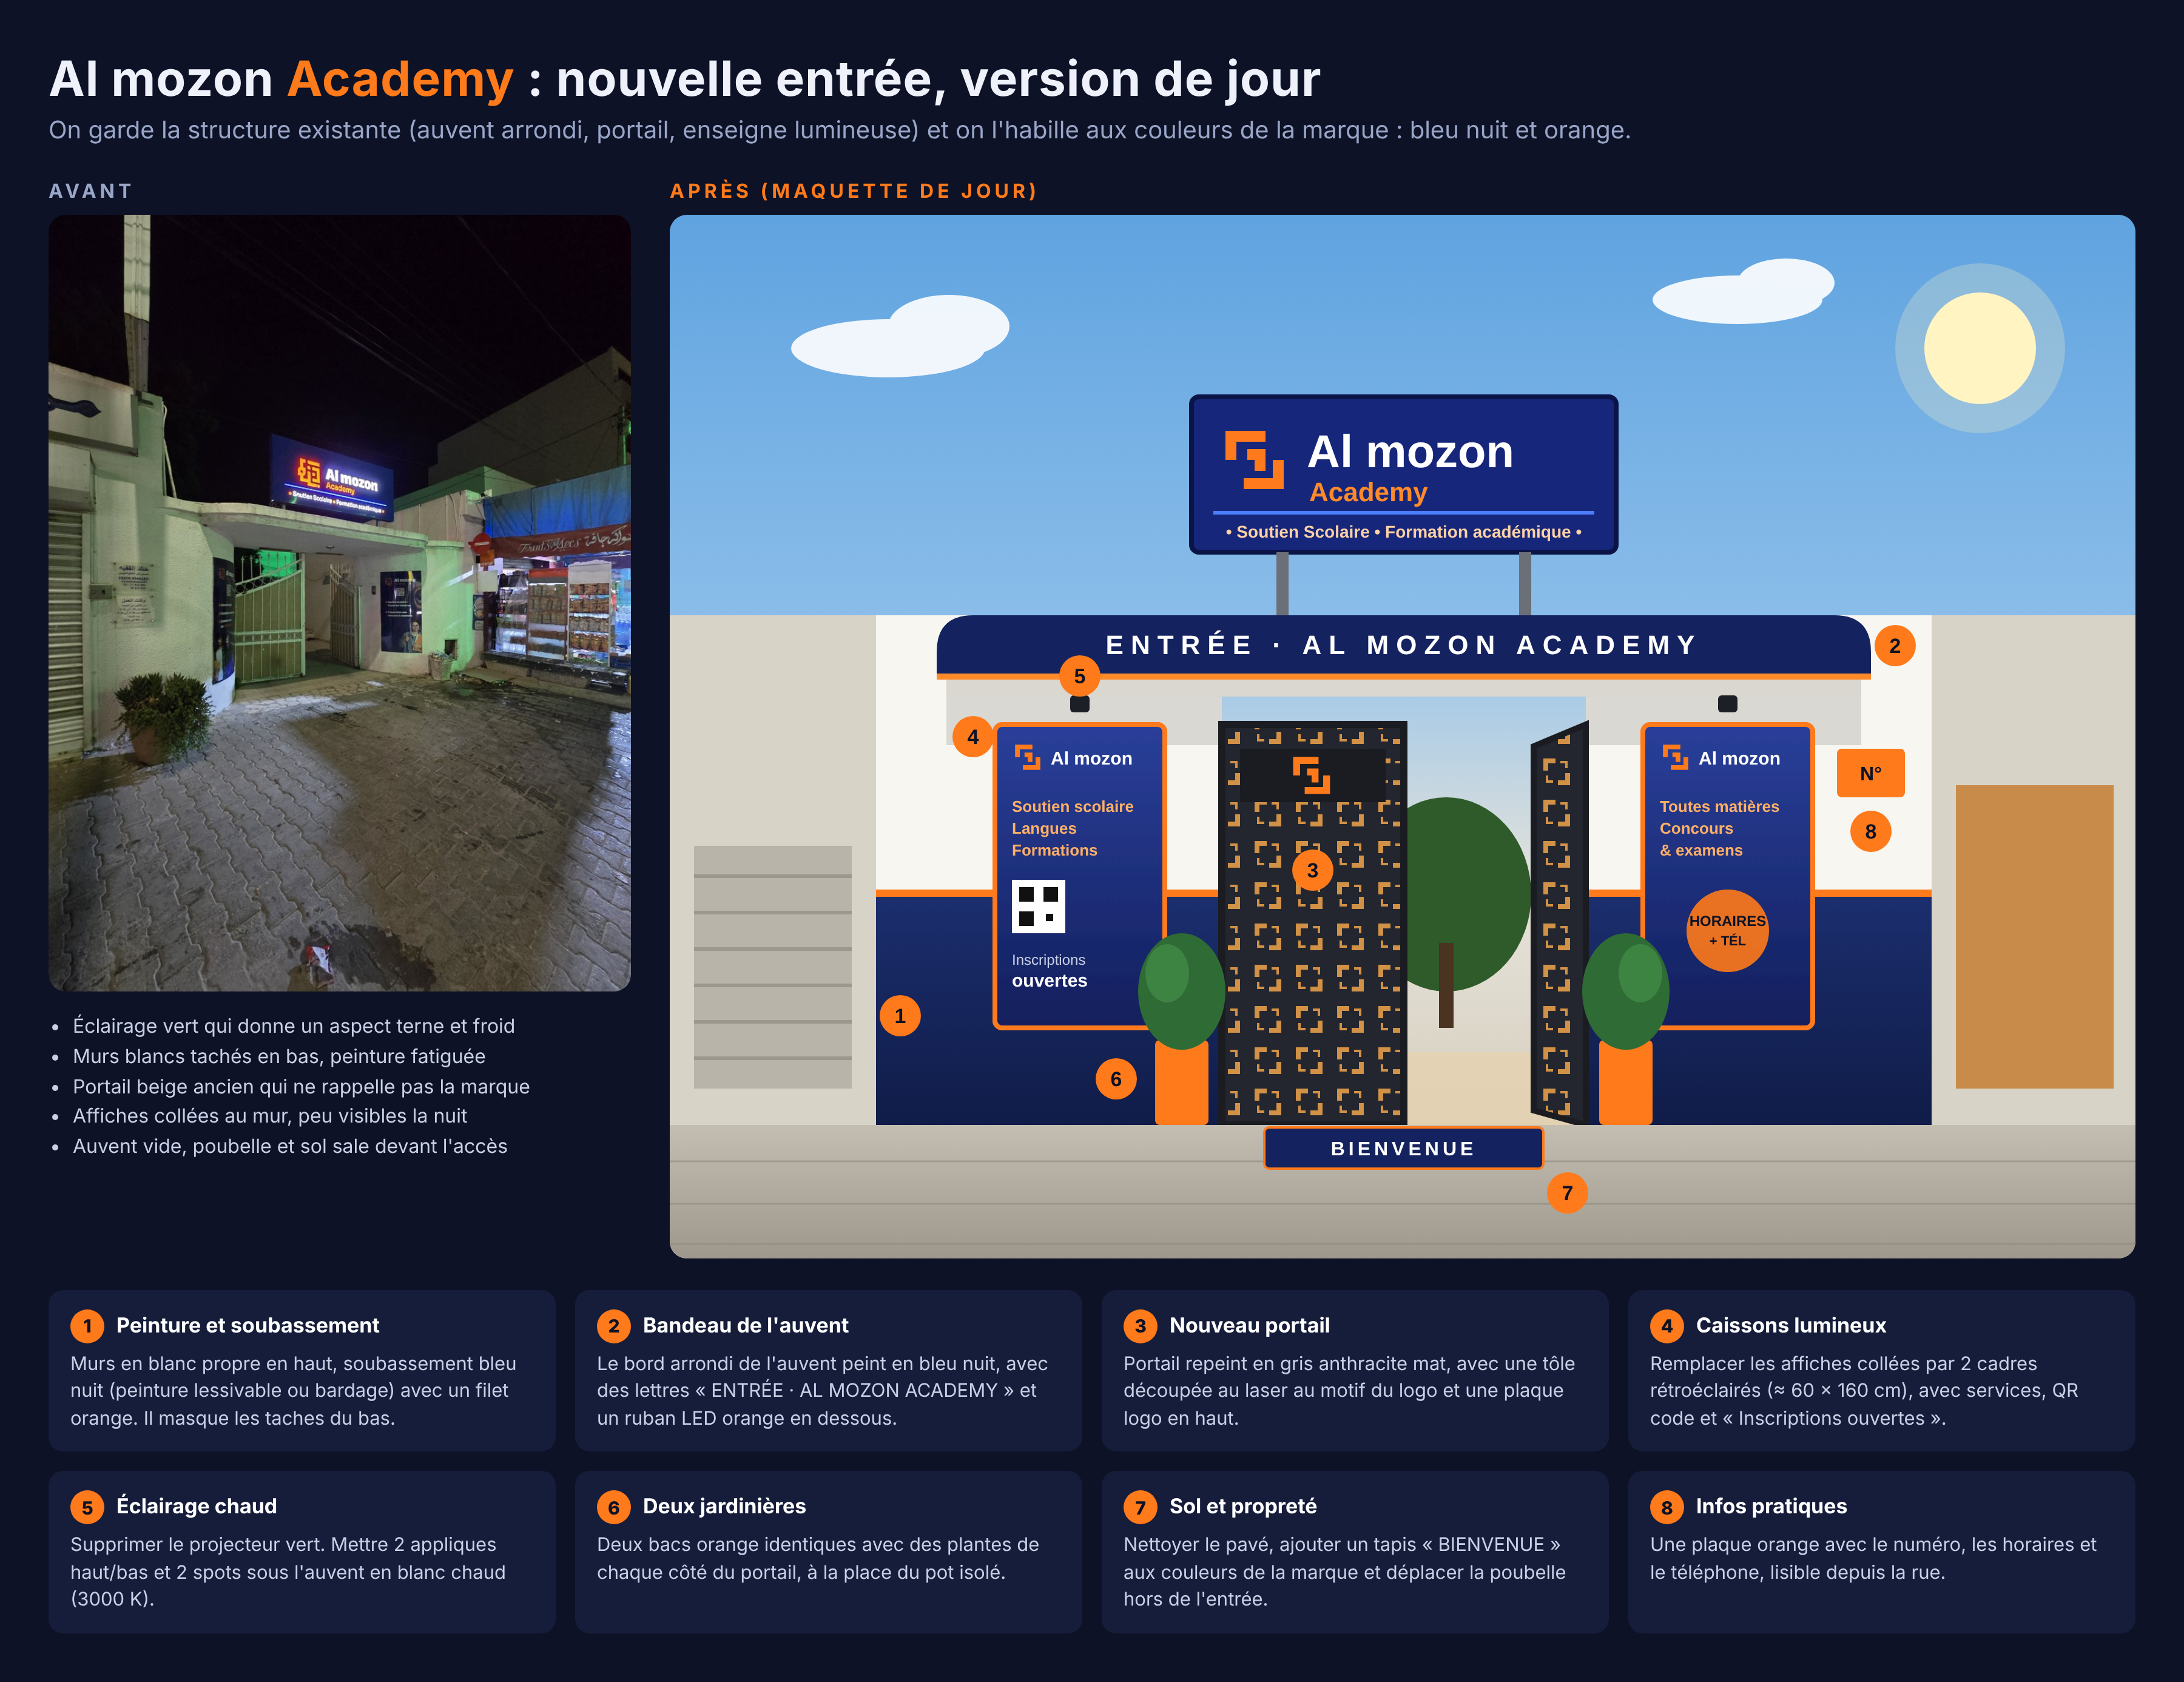 Al mozon Academy : nouvelle entrée, version de jour
On garde la structure existante (auvent arrondi, portail, enseigne lumineuse) et on l'habille aux couleurs de la marque : bleu nuit et orange.
AVANT
Al mozon
Academy
• Soutien Scolaire • Formation académique •
• Éclairage vert qui donne un aspect terne et froid
• Murs blancs tachés en bas, peinture fatiguée
• Portail beige ancien qui ne rappelle pas la marque
• Affiches collées au mur, peu visibles la nuit
• Auvent vide, poubelle et sol sale devant l'accès
APRÈS (MAQUETTE DE JOUR)
Al mozon
Academy
• Soutien Scolaire • Formation académique •
ENTRÉE · AL MOZON ACADEMY
2
5
4
Al mozon
Soutien scolaire
Langues
Formations
Inscriptions
ouvertes
3
Al mozon
Toutes matières
Concours
& examens
HORAIRES
+ TÉL
N°
8
1
6
BIENVENUE
7
1 Peinture et soubassement
Murs en blanc propre en haut, soubassement bleu
nuit (peinture lessivable ou bardage) avec un filet
orange. Il masque les taches du bas.
2 Bandeau de l'auvent
Le bord arrondi de l'auvent peint en bleu nuit, avec
des lettres « ENTRÉE · AL MOZON ACADEMY » et
un ruban LED orange en dessous.
3 Nouveau portail
Portail repeint en gris anthracite mat, avec une tôle
découpée au laser au motif du logo et une plaque
logo en haut.
4 Caissons lumineux
Remplacer les affiches collées par 2 cadres
rétroéclairés (≈ 60 × 160 cm), avec services, QR
code et « Inscriptions ouvertes ».
5 Éclairage chaud
Supprimer le projecteur vert. Mettre 2 appliques
haut/bas et 2 spots sous l'auvent en blanc chaud
(3000 K).
6 Deux jardinières
Deux bacs orange identiques avec des plantes de
chaque côté du portail, à la place du pot isolé.
7 Sol et propreté
Nettoyer le pavé, ajouter un tapis « BIENVENUE »
aux couleurs de la marque et déplacer la poubelle
hors de l'entrée.
8 Infos pratiques
Une plaque orange avec le numéro, les horaires et
le téléphone, lisible depuis la rue.